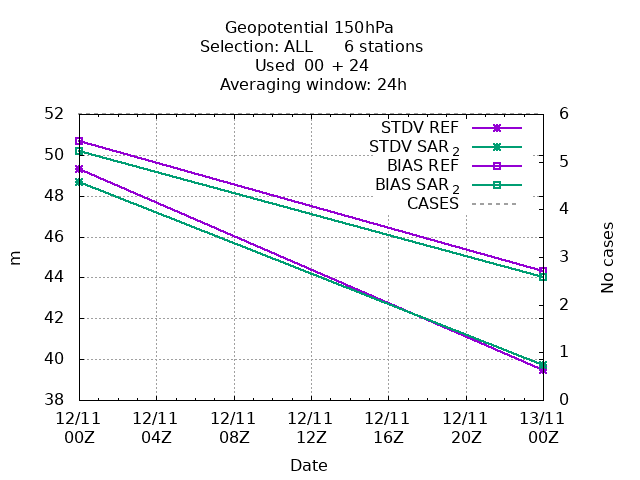 Geopotential 150hPa
Selection: ALL 6 stations
Used 00 + 24
Averaging window: 24h
52
50
48
46
44
42
40
38
m
6
5
4
3
2
1
0
No cases
STDV REF
STDV SAR 2
BIAS REF
BIAS SAR 2
CASES
12/11 12/11 12/11 12/11 12/11 12/11 13/11
00Z 04Z 08Z 12Z 16Z 20Z 00Z
Date